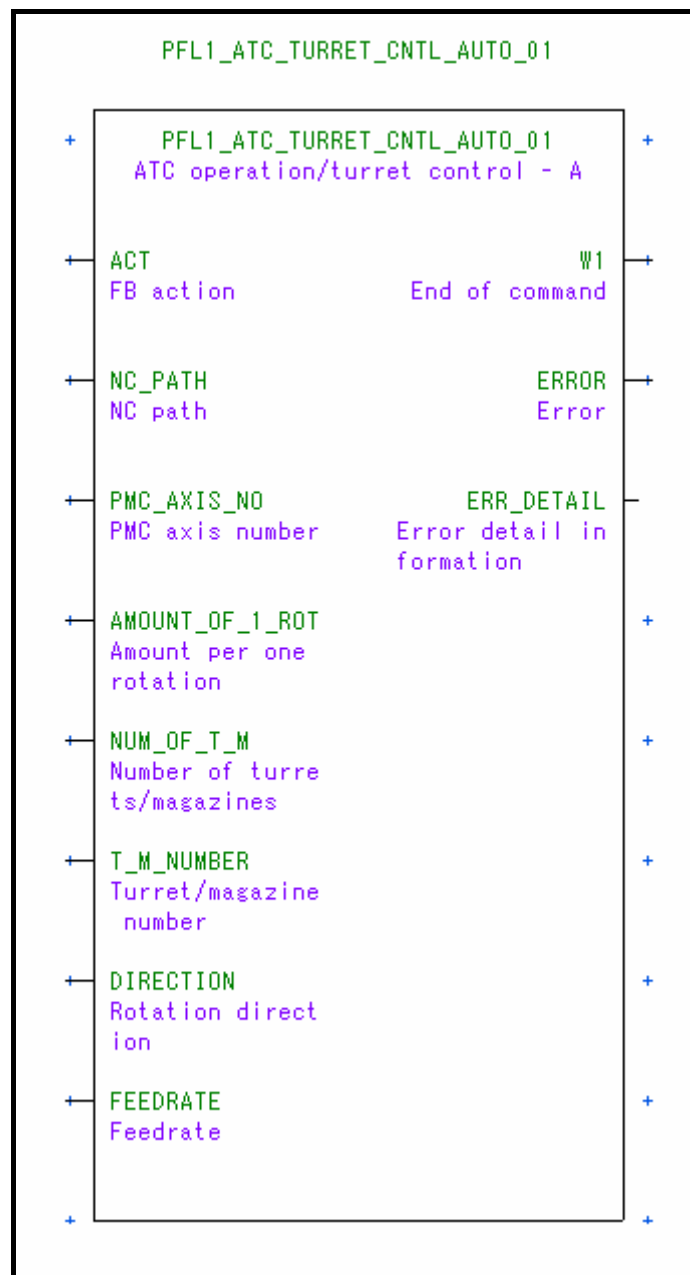 PFL1_ATC_TURRET_CNTL_AUTO_01
PFL1_ATC_TURRET_CNTL_AUTO_01
ATC operation/turret control - A
ACT W1
FB action End of command
NC_PATH ERROR
NC path Error
PMC_AXIS_NO ERR_DETAIL
PMC axis number Error detail in
formation
AMOUNT_OF_1_ROT
Amount per one
rotation
NUM_OF_T_M
Number of turre
ts/magazines
T_M_NUMBER
Turret/magazine
number
DIRECTION
Rotation direct
ion
FEEDRATE
Feedrate